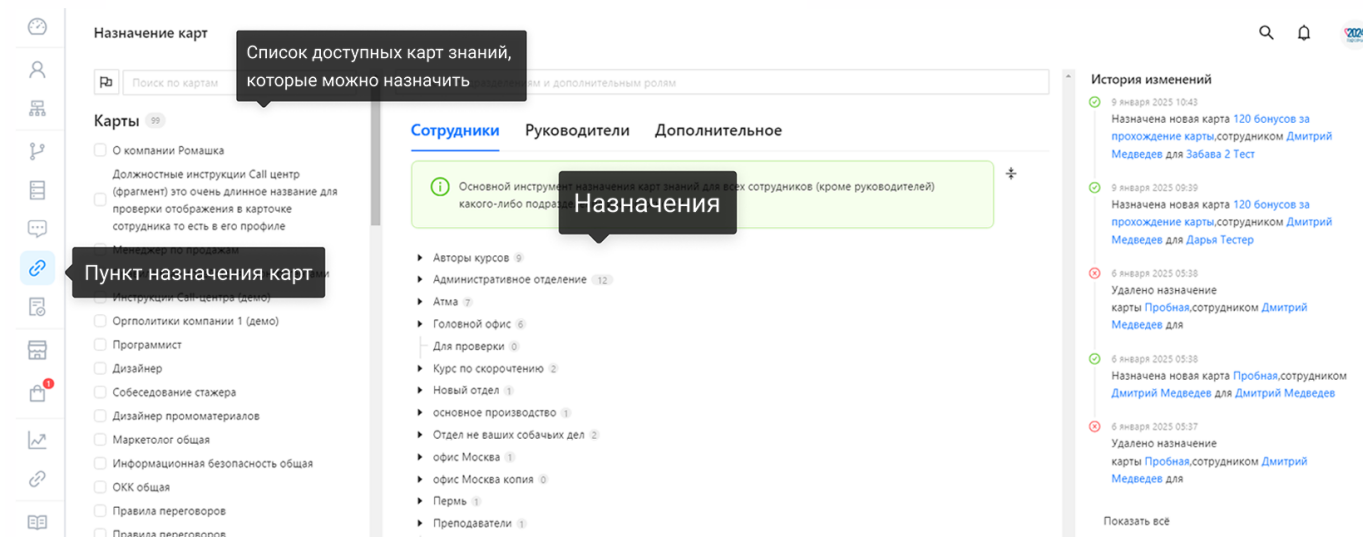 Назначение карт
Список доступных карт знаний,
которые можно назначить
Поиск по картам
и дополнительным ролям
Карты 99
О компании Ромашка
Должностные инструкции Call центр
(фрагмент) это очень длинное название для
проверки отображения в карточке
сотрудника то есть в его профиле
Менеджер по продажам
Пункт назначения карт
Инструкции Call-центра (демо)
Оргполитики компании 1 (демо)
Программист
Дизайнер
Собеседование стажера
Дизайнер промоматериалов
Маркетолог общая
Информационная безопасность общая
ОКК общая
Правила переговоров
Правила переговоров
1
Сотрудники Руководители Дополнительное
Основной инструмент назначения карт знаний для всех сотрудников (кроме руководителей)
какого-либо
Назначения
Авторы курсов 9
Административное отделение 12
Атма 7
Головной офис 6
Для проверки 0
Курс по скорочтению 2
Новый отдел 1
основное производство 1
Отдел не ваших собачьих дел 2
офис Москва 1
офис Москва копия 0
Пермь 1
Преподаватели 1
История изменений
9 января 2025 10:43
Назначена новая карта 120 бонусов за
прохождение карты,сотрудником Дмитрий
Медведев для Забава 2 Тест
9 января 2025 09:39
Назначена новая карта 120 бонусов за
прохождение карты,сотрудником Дмитрий
Медведев для Дарья Тестер
6 января 2025 05:38
Удалено назначение
карты Пробная,сотрудником Дмитрий
Медведев для
6 января 2025 05:38
Назначена новая карта Пробная,сотрудником
Дмитрий Медведев для Дмитрий Медведев
6 января 2025 05:37
Удалено назначение
карты Пробная,сотрудником Дмитрий
Медведев для
Показать всё